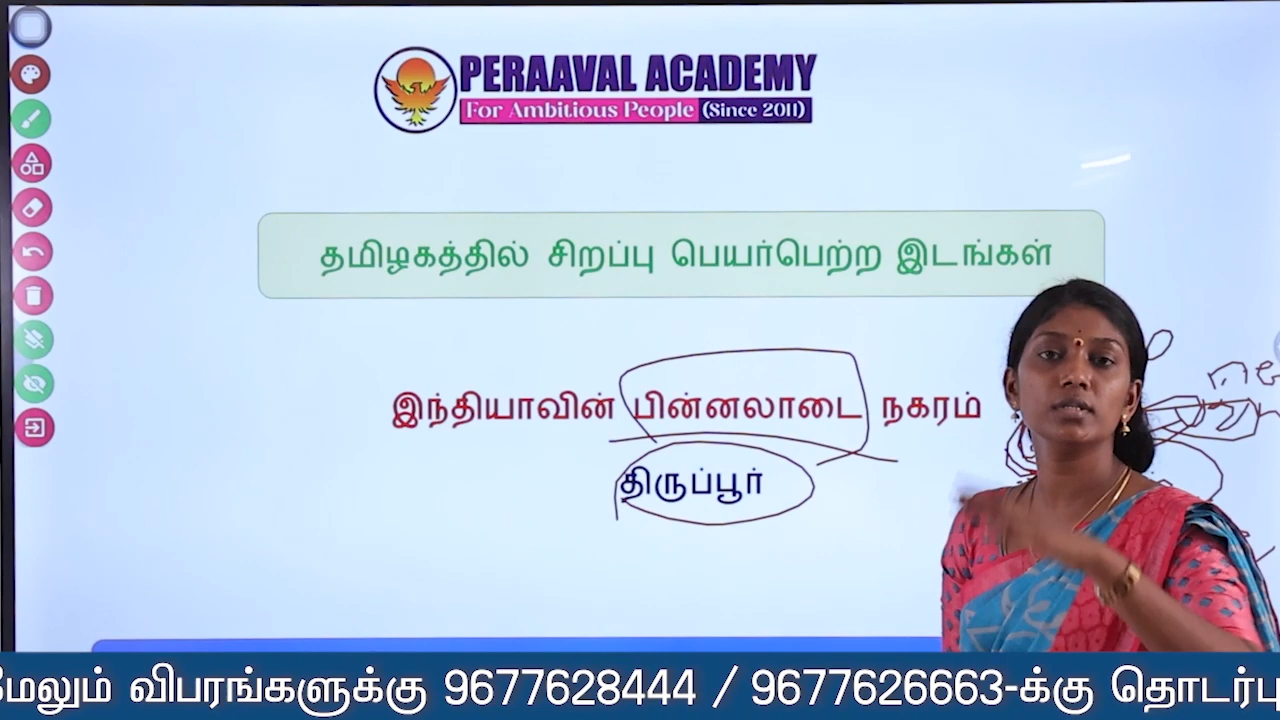 PERAAVAL ACADEMY
For Ambitious People (Since 2011)
தமிழகத்தில் சிறப்பு பெயர்பெற்ற இடங்கள்
இந்தியாவின் பின்னலாடை நகரம்
திருப்பூர்
மேலும் விபரங்களுக்கு 9677628444 / 9677626663-க்கு தொடர்பு